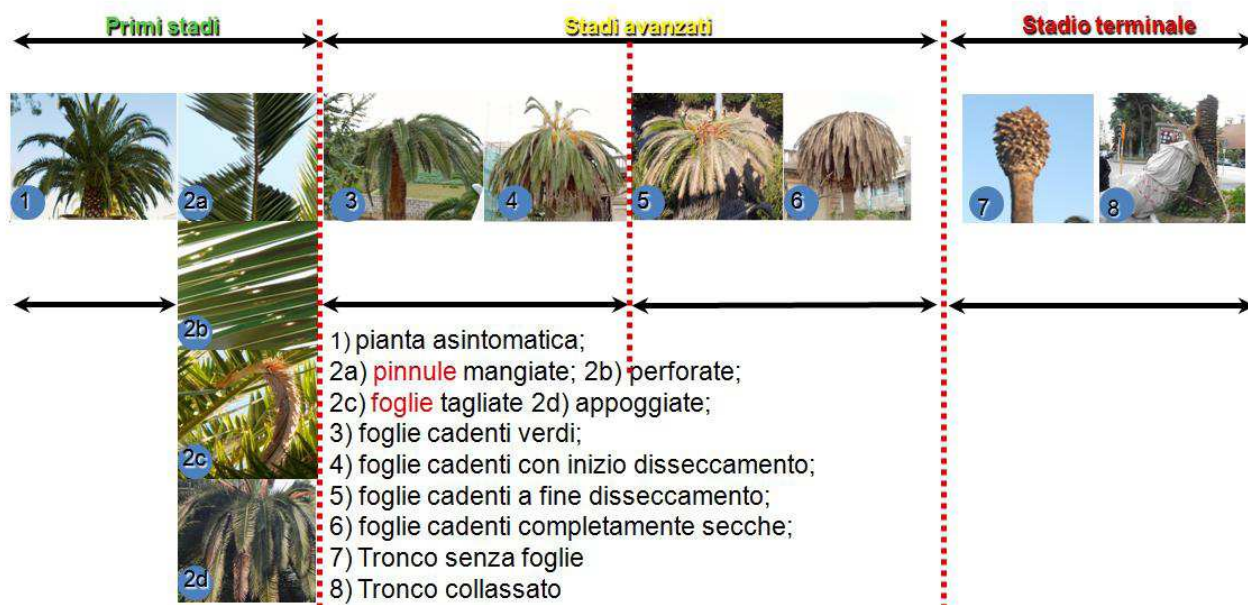 Primi stadi
Stadi avanzati
Stadio terminale
1
2a
3
4
5
6
7
8
2b
2c
2d
1) pianta asintomatica;
2a) pinnule mangiate; 2b) perforate;
2c) foglie tagliate 2d) appoggiate;
3) foglie cadenti verdi;
4) foglie cadenti con inizio disseccamento;
5) foglie cadenti a fine disseccamento;
6) foglie cadenti completamente secche;
7) Tronco senza foglie
8) Tronco collassato